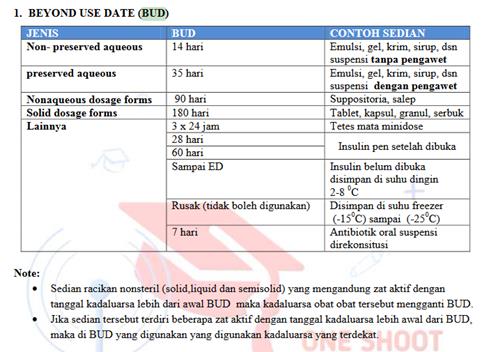 1. BEYOND USE DATE (BUD)
JENIS BUD CONTOH SEDIAN
Non- preserved aqueous 14 hari Emulsi, gel, krim, sirup, dsn
suspensi tanpa pengawet
preserved aqueous 35 hari Emulsi, gel, krim, sirup, dsn
suspensi dengan pengawet
Nonaqueous dosage forms 90 hari Suppositoria, salep
Solid dosage forms 180 hari Tablet, kapsul, granul, serbuk
Lainnya 3 x 24 jam Tetes mata minidose
28 hari Insulin pen setelah dibuka
60 hari
Sampai ED Insulin belum dibuka
disimpan di suhu dingin
2-8 ⁰C
Rusak (tidak boleh digunakan) Disimpan di suhu freezer
(-15⁰C) sampai (-25⁰C)
7 hari Antibiotik oral suspensi
direkonsitusi
Note:
• Sedian racikan nonsteril (solid,liquid dan semisolid) yang mengandung zat aktif dengan
tanggal kadaluarsa lebih dari awal BUD maka kadaluarsa obat obat tersebut mengganti BUD.
• Jika sedian tersebut terdiri beberapa zat aktif dengan tanggal kadaluarsa lebih awal dari BUD,
maka di BUD yang digunakan yang digunakan kadaluarsa yang terdekat.
ONE SHOOT